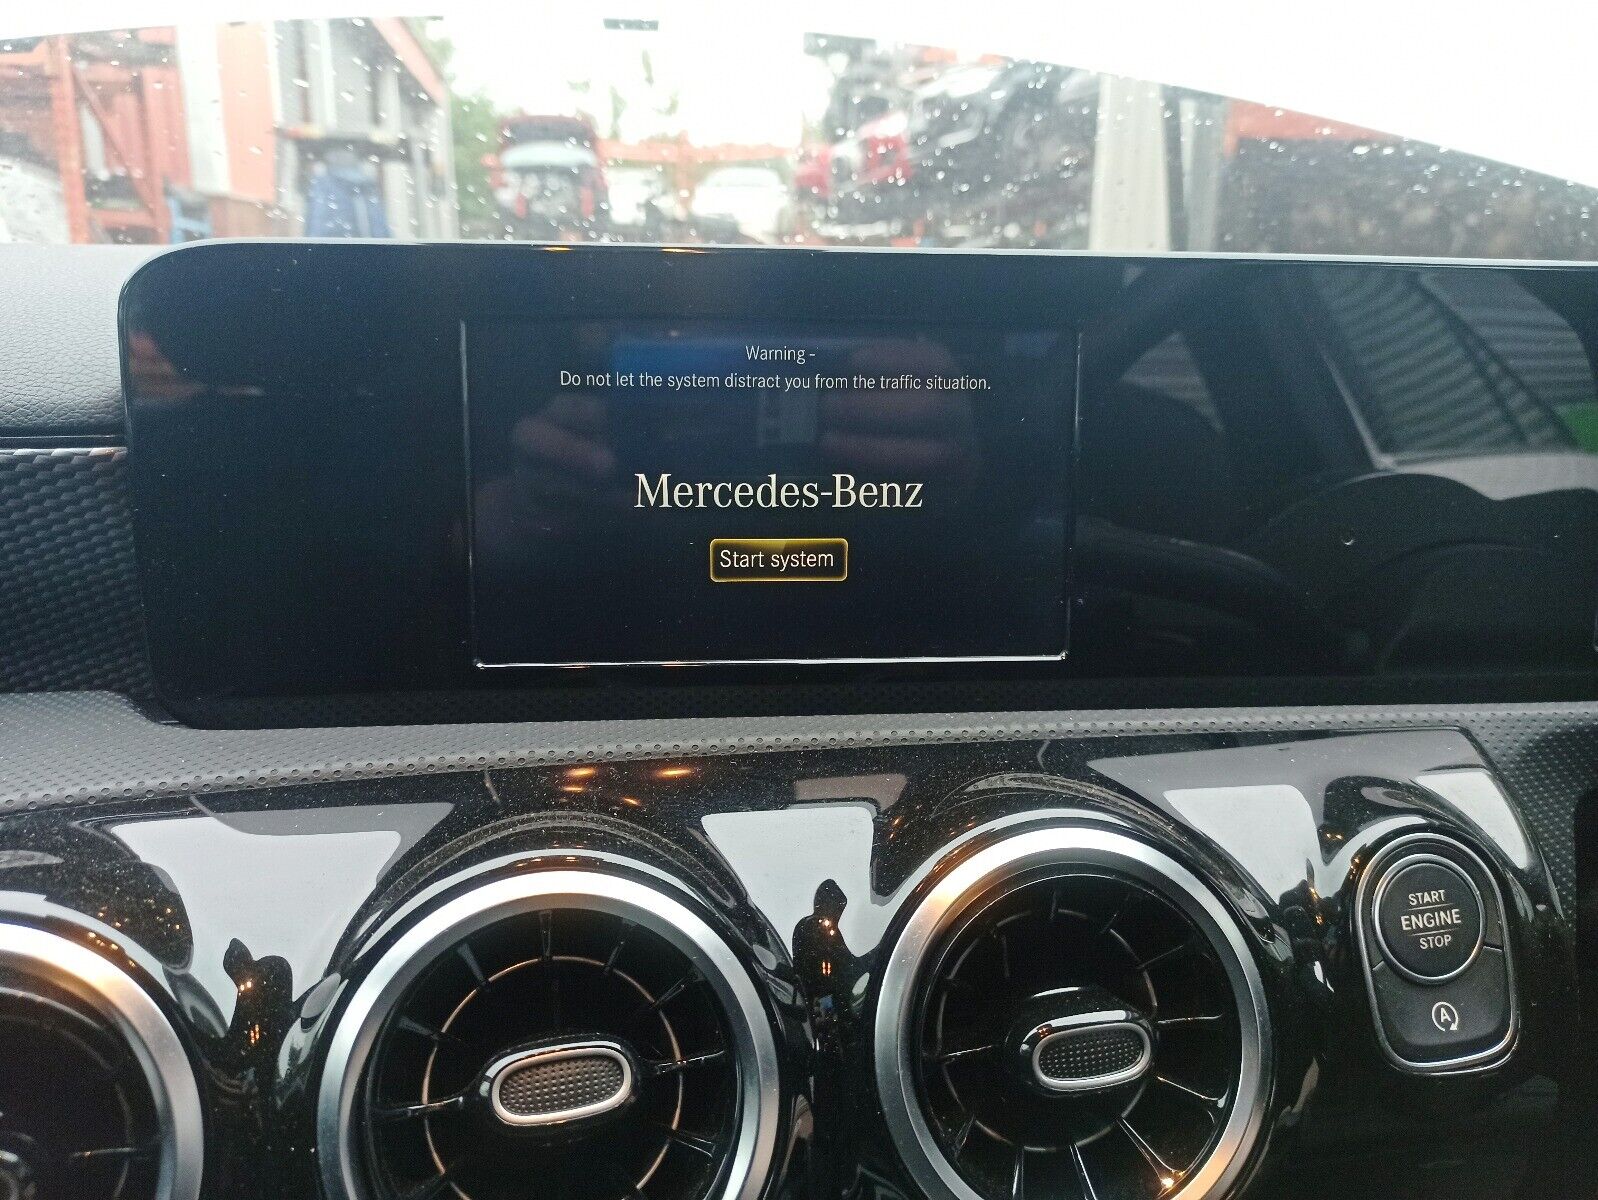 Warning -
Do not let the system distract you from the traffic situation.
Mercedes-Benz
Start system
START
ENGINE
STOP
A